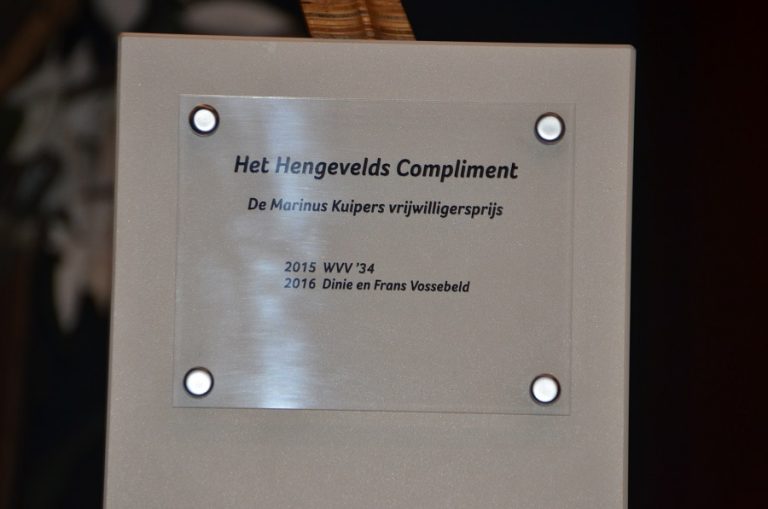 Het Hengevelds Compliment
De Marinus Kuipers vrijwilligersprijs
2015 WVV '34
2016 Dinie en Frans Vossebeld